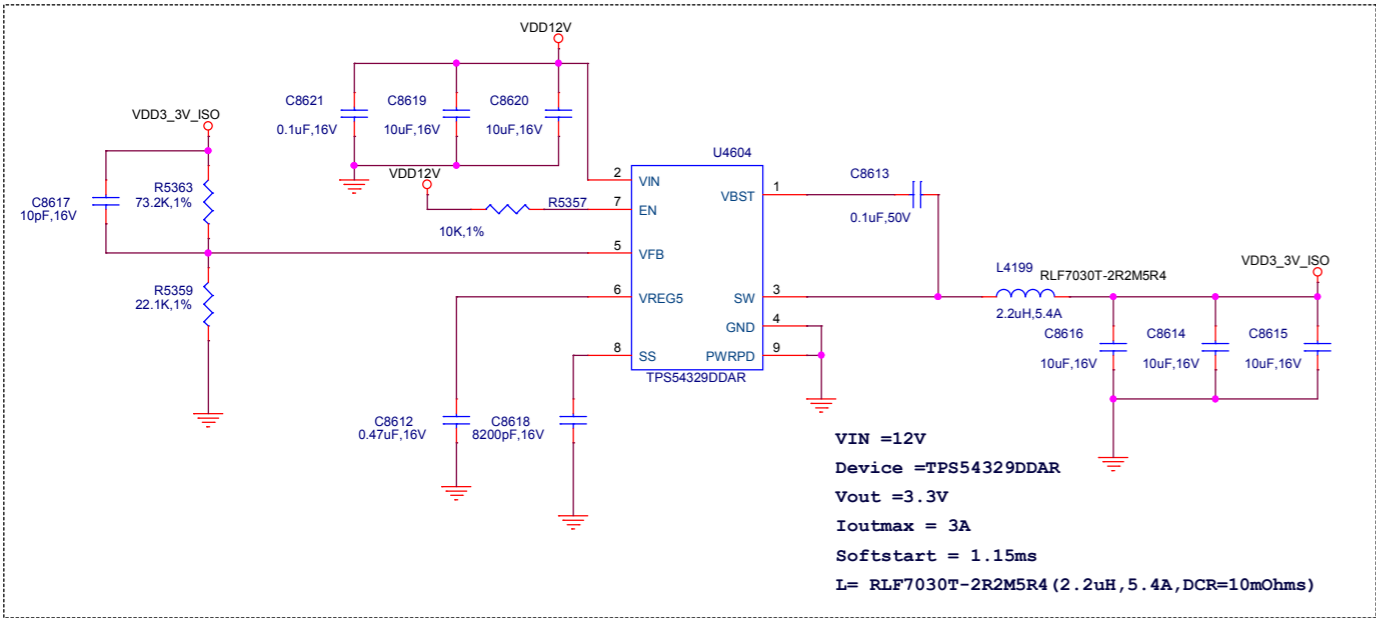 VDD12V
C8621
C8619
C8620
0.1uF,16V
10uF,16V
10uF,16V
VDD3_3V_ISO
VDD12V
U4604
C8617
10pF,16V
R5363
73.2K,1%
R5357
10K,1%
2
VIN
7
EN
5
VFB
6
VREG5
8
SS
VBST
1
SW
3
GND
4
PWRPD
9
TPS54329DDAR
C8613
0.1uF,50V
R5359
22.1K,1%
L4199
RLF7030T-2R2M5R4
2.2uH,5.4A
VDD3_3V_ISO
C8616
10uF,16V
C8614
10uF,16V
C8615
10uF,16V
C8612
0.47uF,16V
C8618
8200pF,16V
VIN =12V
Device =TPS54329DDAR
Vout =3.3V
Ioutmax = 3A
Softstart = 1.15ms
L= RLF7030T-2R2M5R4(2.2uH,5.4A,DCR=10mOhms)